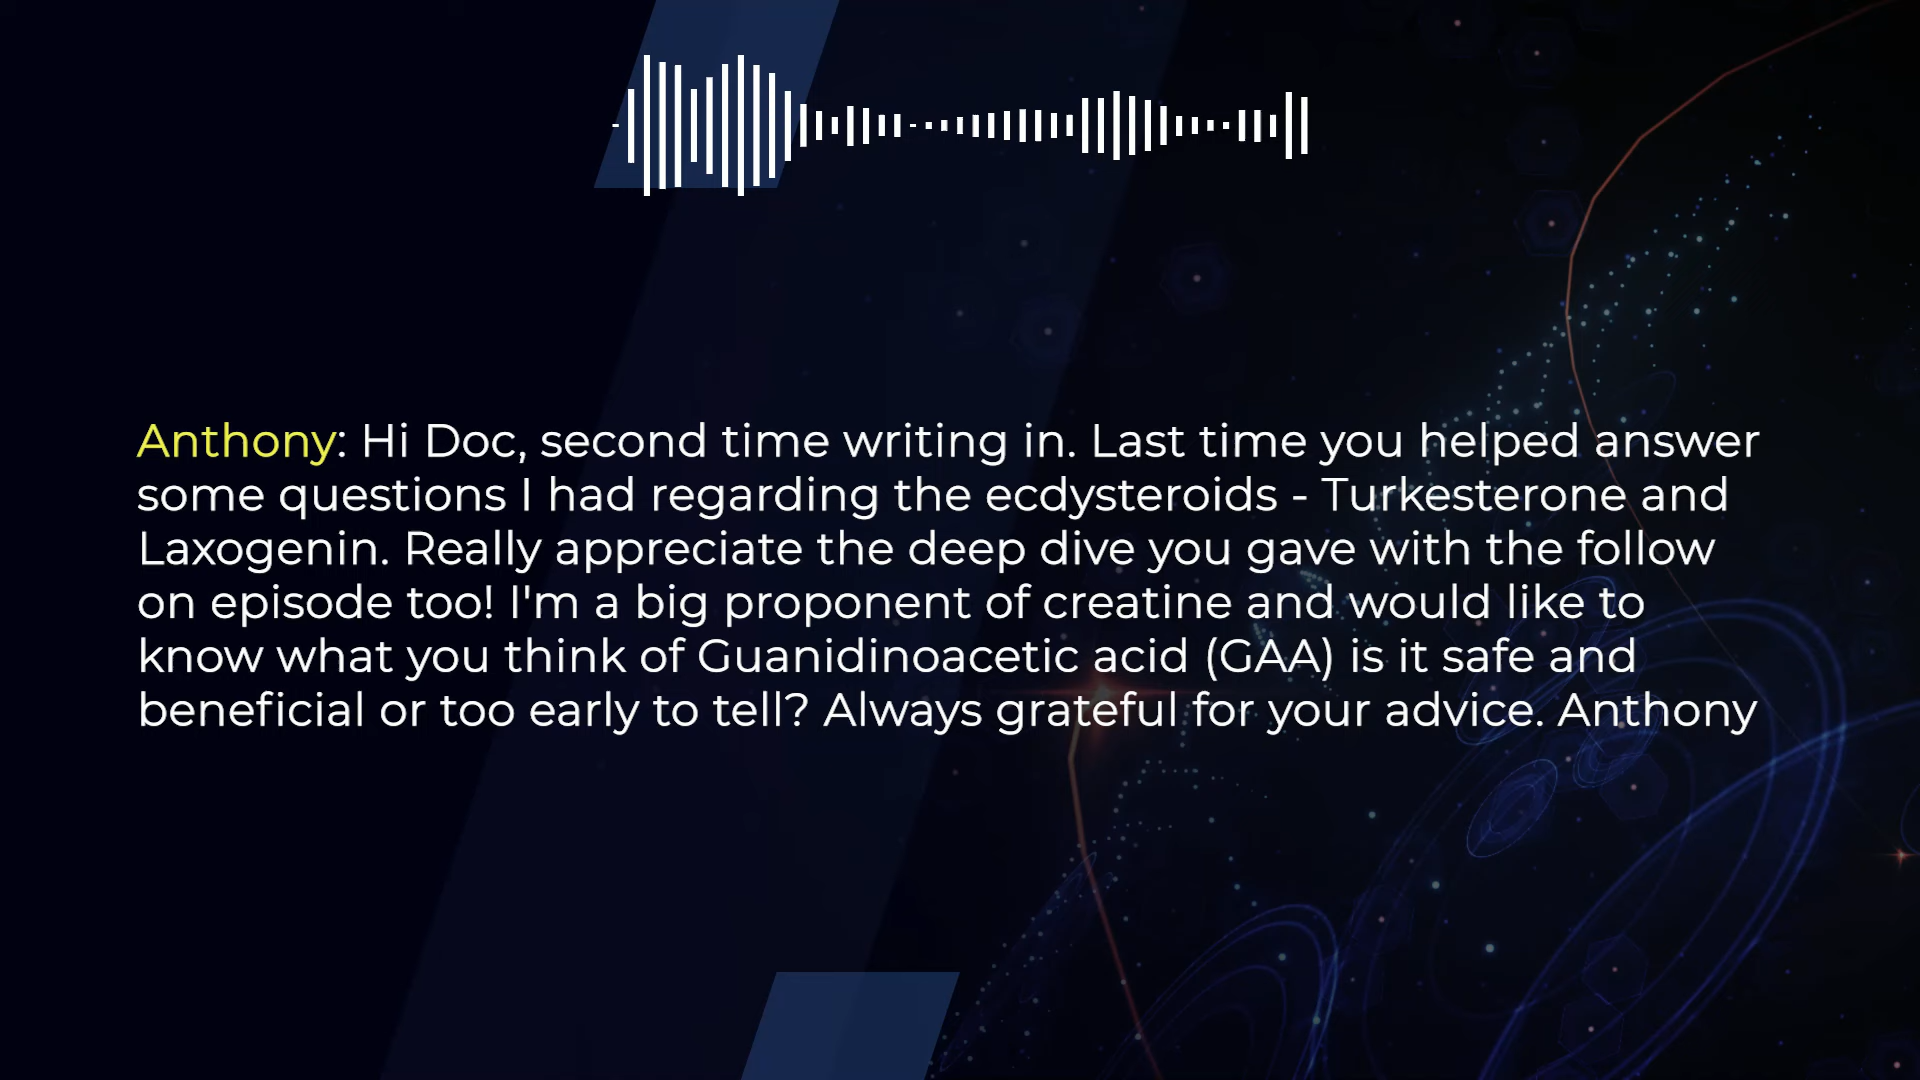 Anthony: Hi Doc, second time writing in. Last time you helped answer
some questions I had regarding the ecdysteroids - Turkesterone and
Laxogenin. Really appreciate the deep dive you gave with the follow
on episode too! I'm a big proponent of creatine and would like to
know what you think of Guanidinoacetic acid (GAA) is it safe and
beneficial or too early to tell? Always grateful for your advice. Anthony